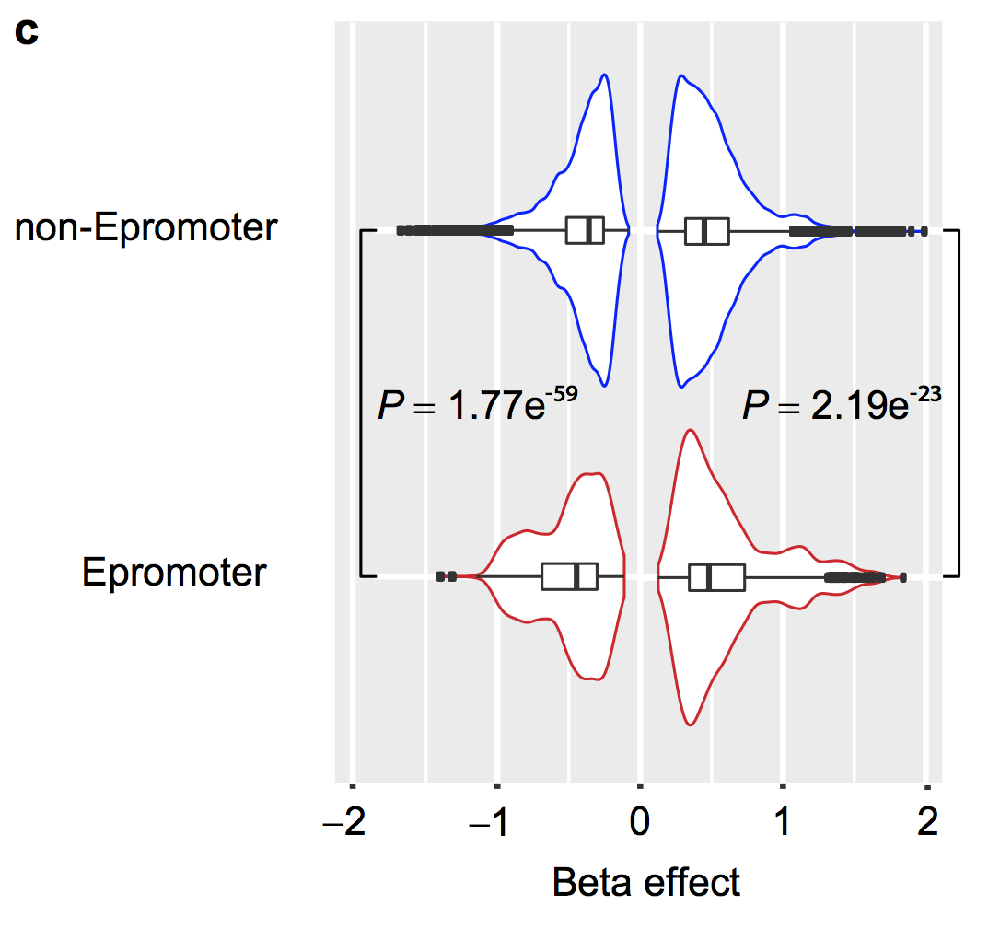 c
non-Epromoter
P = 1.77e-59
P = 2.19e-23
Epromoter
–2 –1 0 1 2
Beta effect